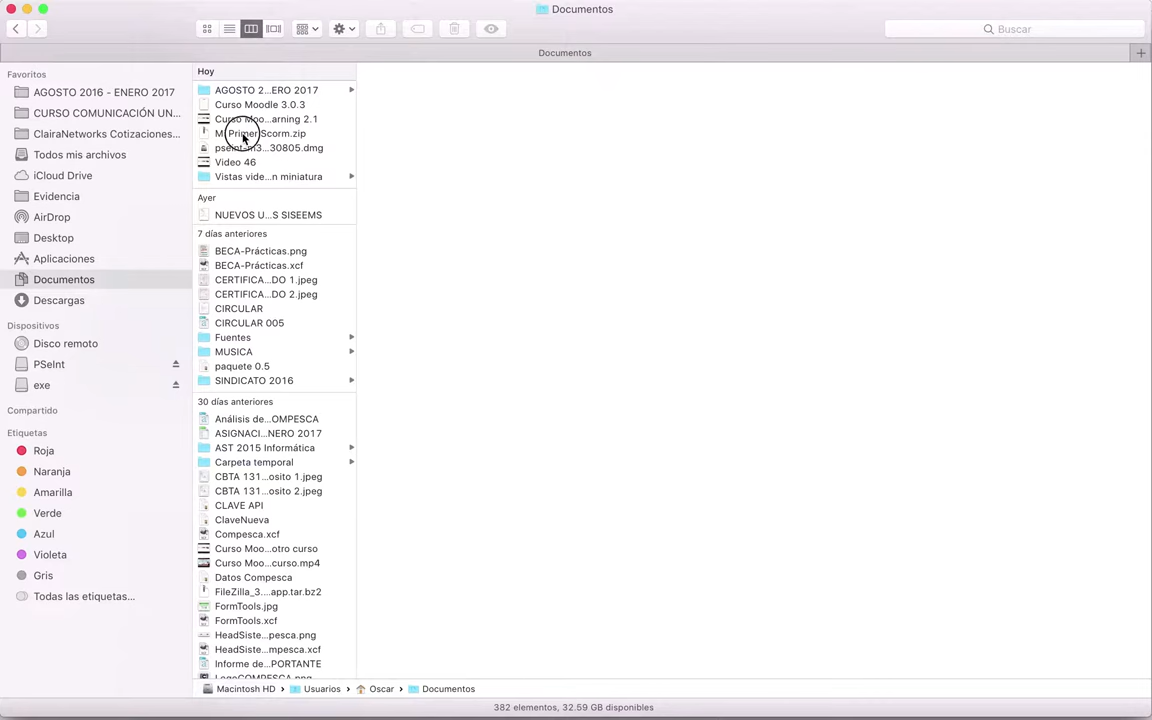 Documentos
Buscar
Documentos
Favoritos
AGOSTO 2016 - ENERO 2017
CURSO COMUNICACIÓN UN...
ClairaNetworks Cotizaciones...
Todos mis archivos
iCloud Drive
Evidencia
AirDrop
Desktop
Aplicaciones
Documentos
Descargas
Dispositivos
Disco remoto
PSeInt
exe
Compartido
Etiquetas
Roja
Naranja
Amarilla
Verde
Azul
Violeta
Gris
Todas las etiquetas...
Hoy
AGOSTO 2...ERO 2017
Curso Moodle 3.0.3
Curso Moo...arning 2.1
Mi Primer Scorm.zip
pseint-m3...30805.dmg
Video 46
Vistas vide...n miniatura
Ayer
NUEVOS U...S SISEEMS
7 días anteriores
BECA-Prácticas.png
BECA-Prácticas.xcf
CERTIFICA...DO 1.jpeg
CERTIFICA...DO 2.jpeg
CIRCULAR
CIRCULAR 005
Fuentes
MUSICA
paquete 0.5
SINDICATO 2016
30 días anteriores
Análisis de...OMPESCA
ASIGNACI...NERO 2017
AST 2015 Informática
Carpeta temporal
CBTA 131...osito 1.jpeg
CBTA 131...osito 2.jpeg
CLAVE API
ClaveNueva
Compesca.xcf
Curso Moo...otro curso
Curso Moo...curso.mp4
Datos Compesca
FileZilla_3....app.tar.bz2
FormTools.jpg
FormTools.xcf
HeadSiste...pesca.png
HeadSiste...mpesca.xcf
Informe de...PORTANTE
LogoCOMPESCA.png
Macintosh HD
Usuarios
Oscar
Documentos
382 elementos, 32.59 GB disponibles